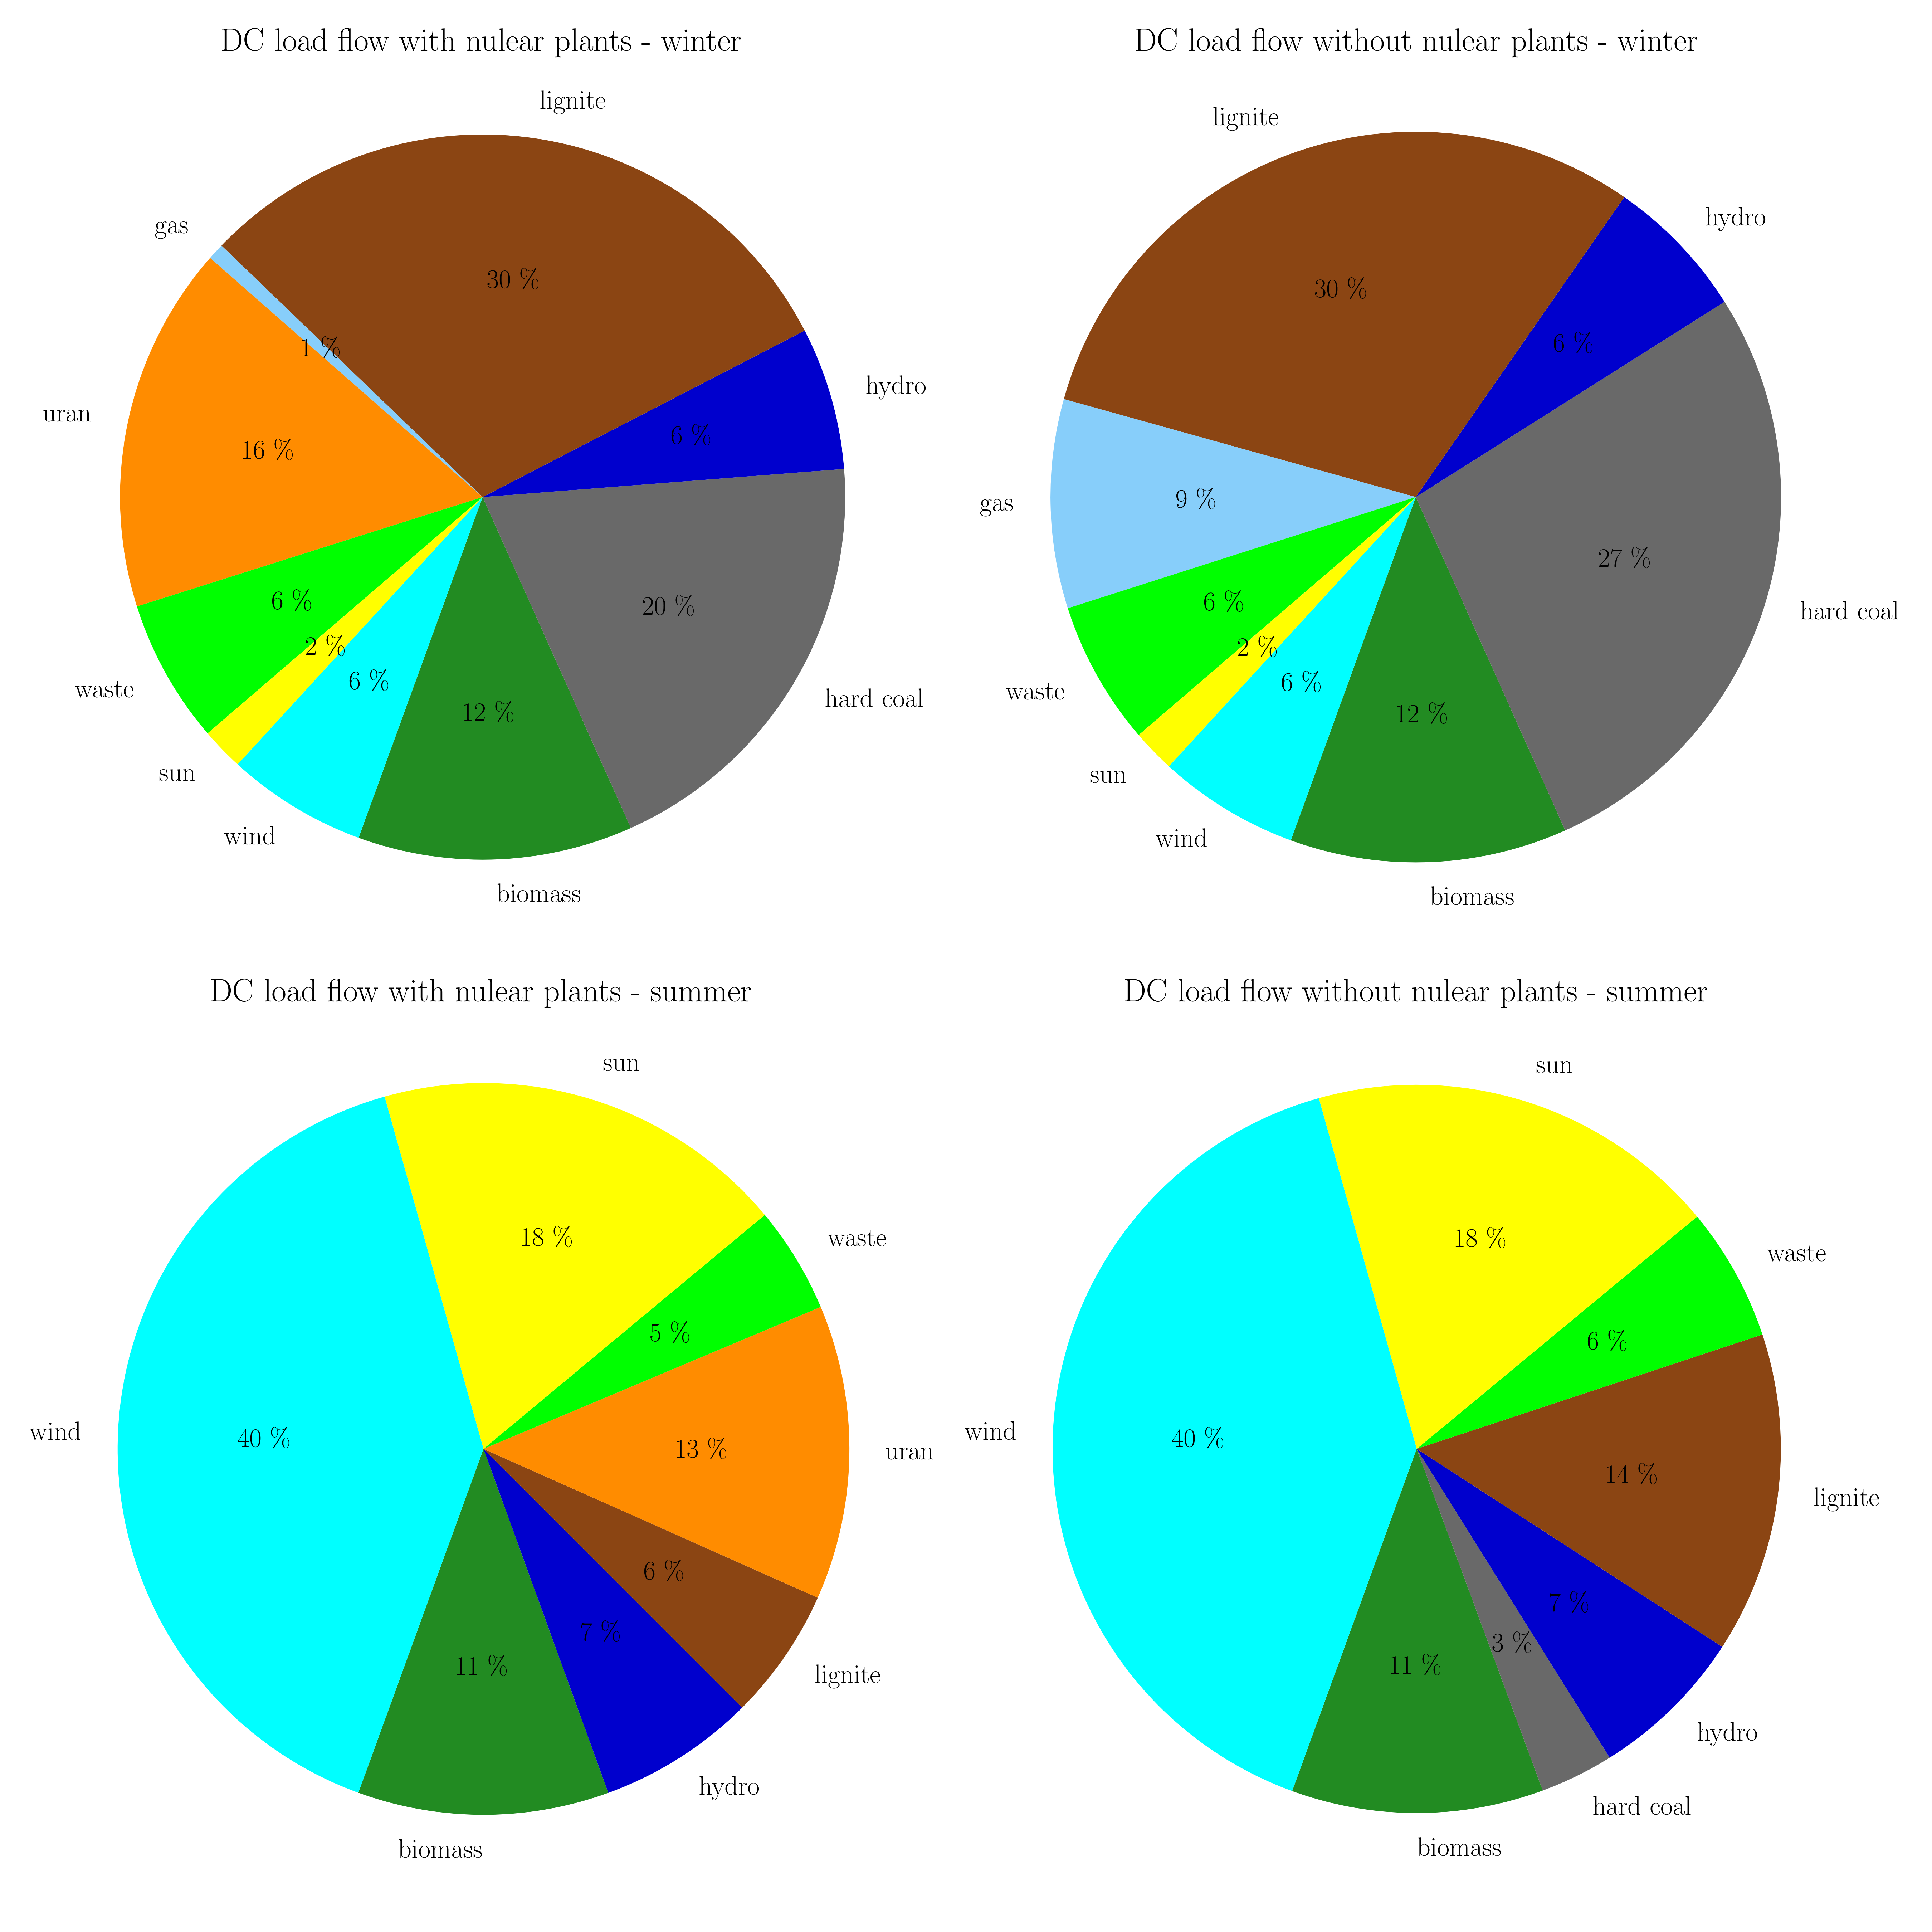 DC load flow with nulear plants - winter
lignite
gas
30 %
1 %
hydro
uran
16 %
6 %
6 %
20 %
2 %
6 %
waste
12 %
hard coal
sun
wind
biomass
DC load flow without nulear plants - winter
lignite
hydro
30 %
6 %
gas
9 %
27 %
6 %
hard coal
2 %
6 %
waste
12 %
sun
wind
biomass
DC load flow with nulear plants - summer
sun
18 %
waste
5 %
wind
40 %
13 %
uran
6 %
7 %
11 %
lignite
hydro
biomass
DC load flow without nulear plants - summer
sun
18 %
waste
6 %
wind
40 %
14 %
lignite
7 %
3 %
11 %
hydro
hard coal
biomass